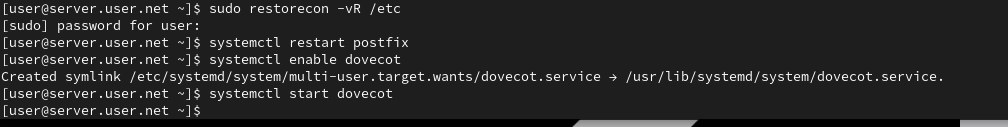 [user@server.user.net ~]$ sudo restorecon -vR /etc
[sudo] password for user:
[user@server.user.net ~]$ systemctl restart postfix
[user@server.user.net ~]$ systemctl enable dovecot
Created symlink /etc/systemd/system/multi-user.target.wants/dovecot.service → /usr/lib/systemd/system/dovecot.service.
[user@server.user.net ~]$ systemctl start dovecot
[user@server.user.net ~]$